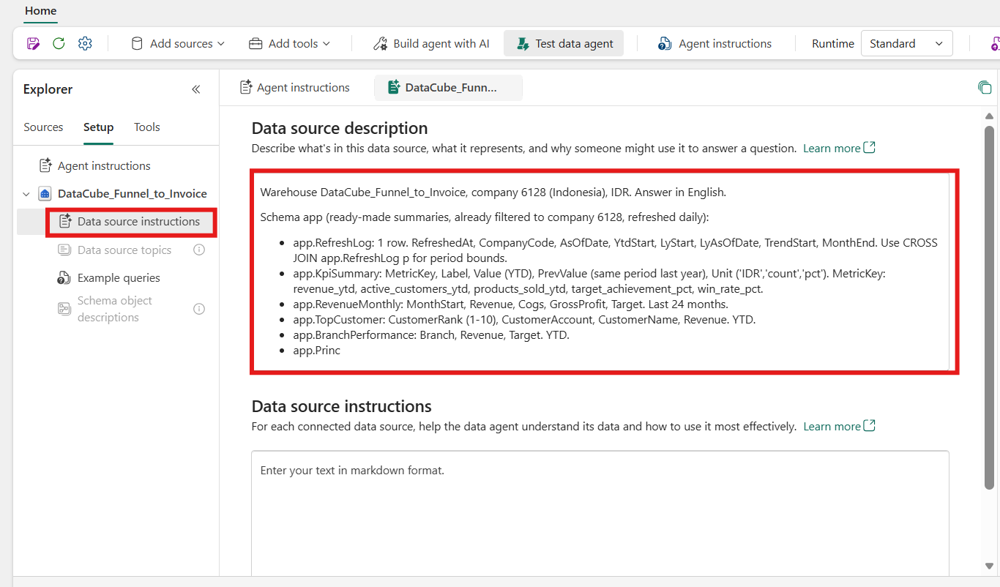 Home
Add sources
Add tools
Build agent with AI
Test data agent
Agent instructions
Runtime
Standard
Explorer
Sources
Setup
Tools
Agent instructions
DataCube_Funnel_to_Invoice
Data source instructions
Data source topics
Example queries
Schema object
descriptions
Agent instructions
DataCube_Funn...
Data source description
Describe what's in this data source, what it represents, and why someone might use it to answer a question. Learn more
Warehouse DataCube_Funnel_to_Invoice, company 6128 (Indonesia), IDR. Answer in English.
Schema app (ready-made summaries, already filtered to company 6128, refreshed daily):
• app.RefreshLog: 1 row. RefreshedAt, CompanyCode, AsOfDate, YtdStart, LyStart, LyAsOfDate, TrendStart, MonthEnd. Use CROSS
JOIN app.RefreshLog p for period bounds.
• app.KpiSummary: MetricKey, Label, Value (YTD), PrevValue (same period last year), Unit ('IDR','count','pct'). MetricKey:
revenue_ytd, active_customers_ytd, products_sold_ytd, target_achievement_pct, win_rate_pct.
• app.RevenueMonthly: MonthStart, Revenue, Cogs, GrossProfit, Target. Last 24 months.
• app.TopCustomer: CustomerRank (1-10), CustomerAccount, CustomerName, Revenue. YTD.
• app.BranchPerformance: Branch, Revenue, Target. YTD.
• app.Princ
Data source instructions
For each connected data source, help the data agent understand its data and how to use it most effectively. Learn more
Enter your text in markdown format.